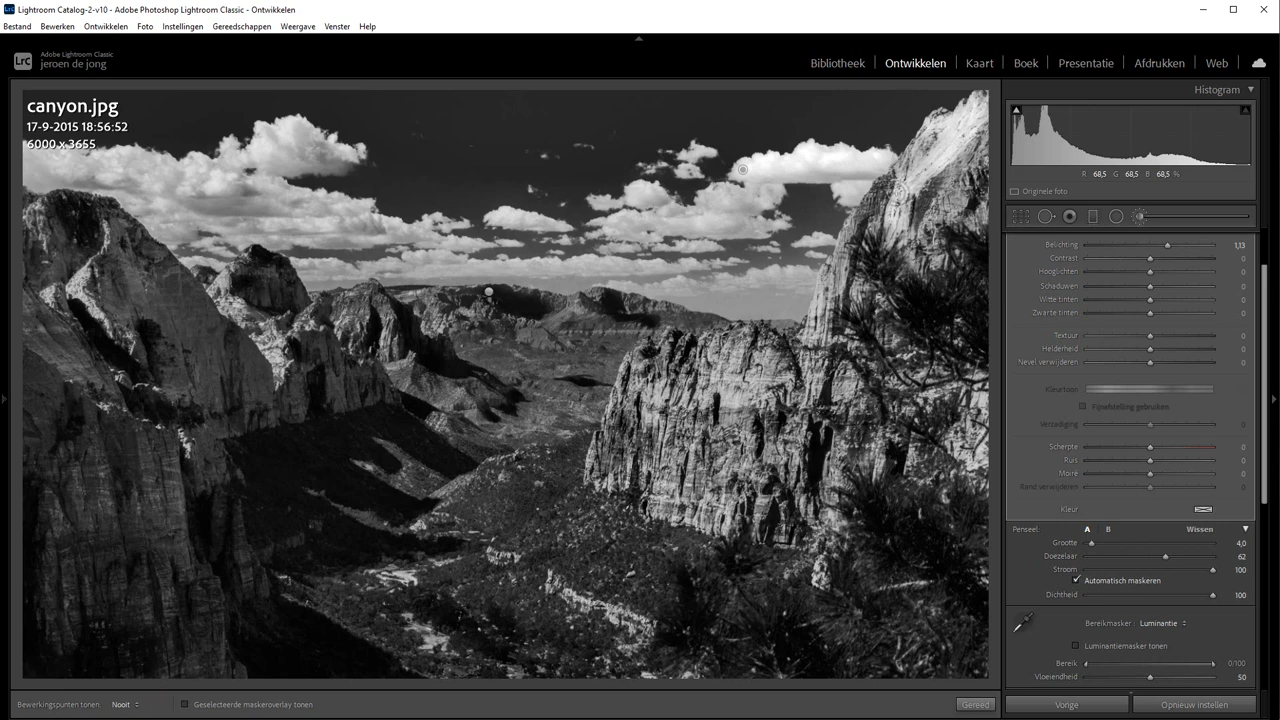 Lightroom Catalog-2-v10 - Adobe Photoshop Lightroom Classic - Ontwikkelen
Bestand Bewerken Ontwikkelen Foto Instellingen Gereedschappen Weergave Venster Help
LrC
Adobe Lightroom Classic
jeroen de jong
Bibliotheek Ontwikkelen Kaart Boek Presentatie Afdrukken Web
canyon.jpg
17-9-2015 18:56:52
6000 x 3655
Histogram
R 68,5 G 68,5 B 68,5 %
Originele foto
Belichting 1,13
Contrast 0
Hooglichten 0
Schaduwen 0
Witte tinten 0
Zwarte tinten 0
Textuur 0
Helderheid 0
Nevel verwijderen 0
Kleurtoon
Fijnafstelling gebruiken
Verzadiging 0
Scherpte 0
Ruis 0
Moiré 0
Rand verwijderen 0
Kleur
Penseel: A B Wissen
Grootte 4,0
Doezelaar 62
Stroom 100
Automatisch maskeren
Dichtheid 100
Bereikmasker: Luminantie
Luminantiemasker tonen
Bereik 0/100
Vloeiendheid 50
Bewerkingspunten tonen: Nooit Geselecteerde maskeroverlay tonen Gereed
Vorige Opnieuw instellen